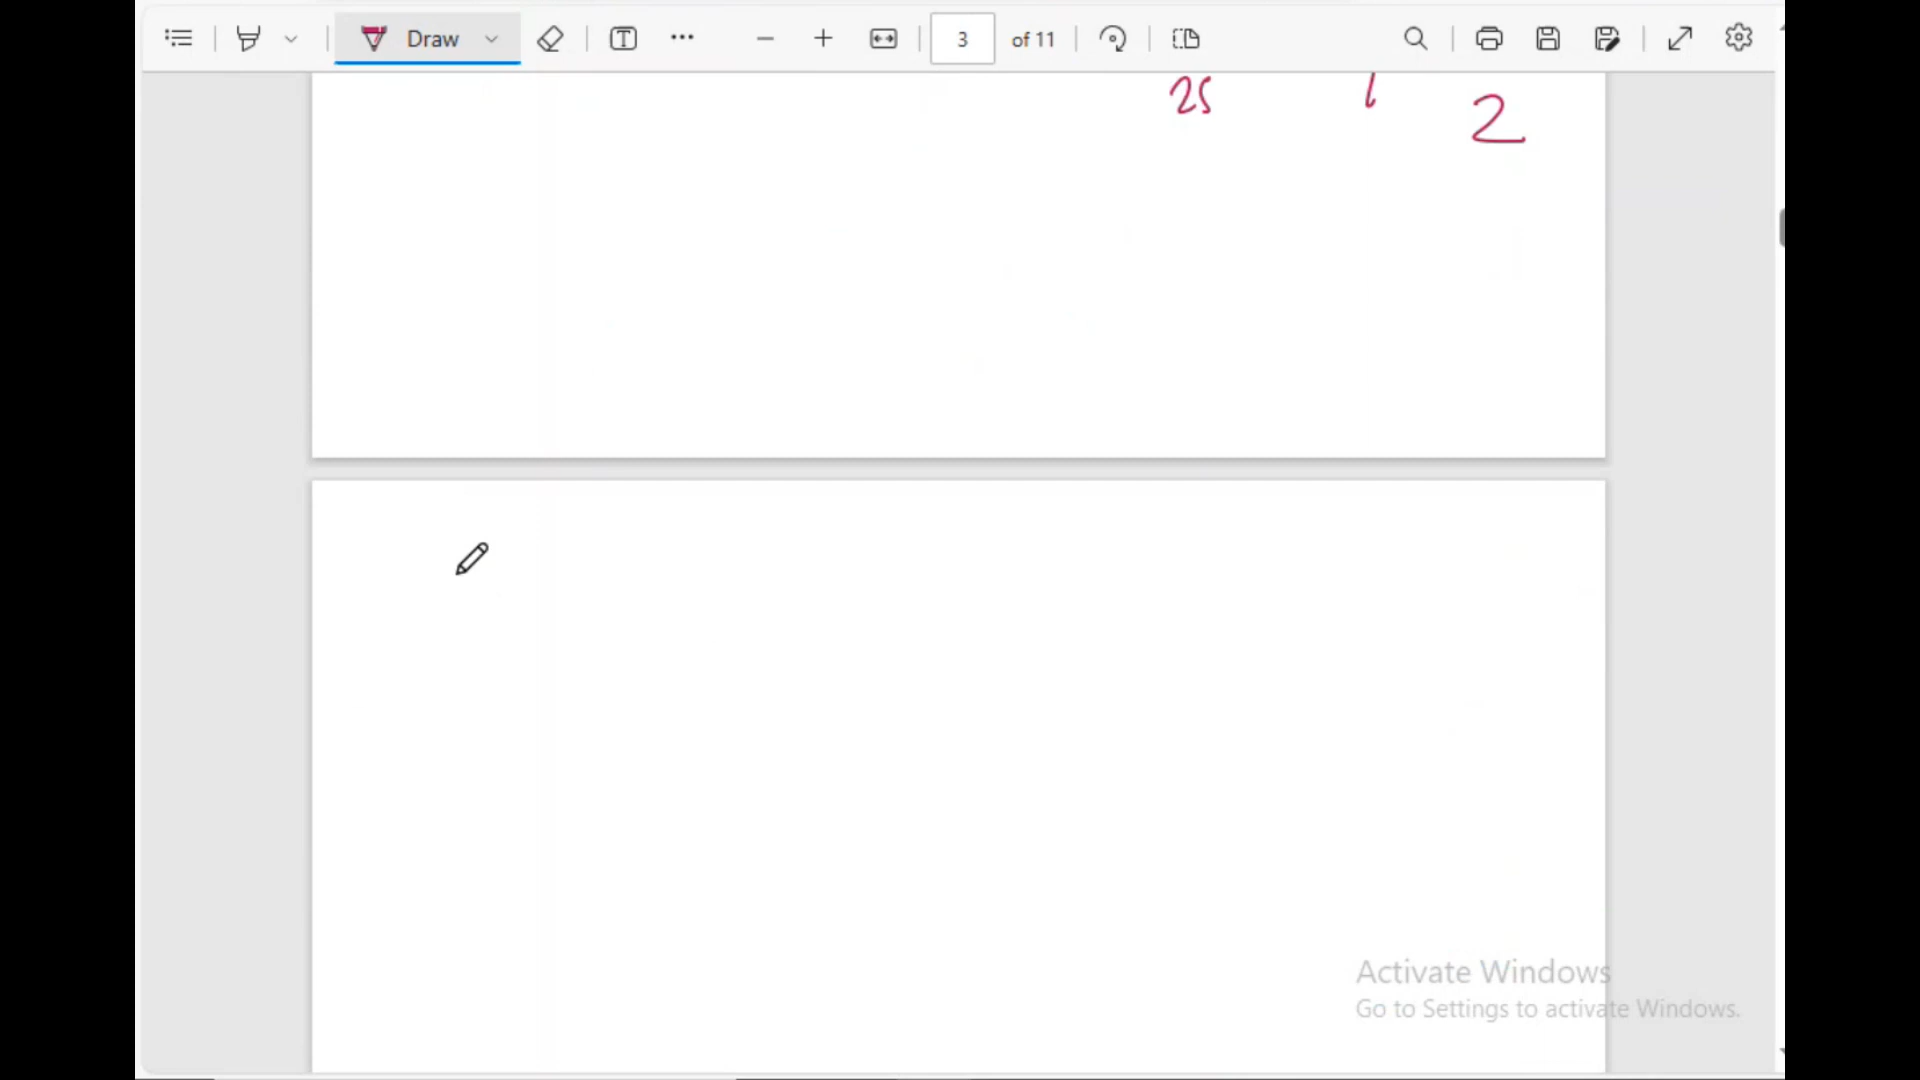 Draw 3 of 11
25 1 2
Activate Windows
Go to Settings to activate Windows.